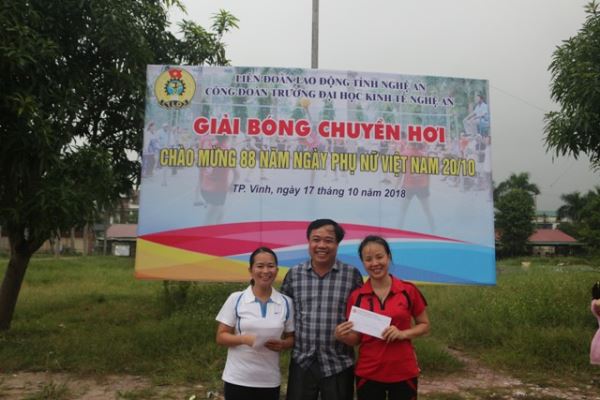 LIÊN ĐOÀN LAO ĐỘNG TỈNH NGHỆ AN
CÔNG ĐOÀN TRƯỜNG ĐẠI HỌC KINH TẾ NGHỆ AN
GIẢI BÓNG CHUYỀN HƠI
CHÀO MỪNG 88 NĂM NGÀY PHỤ NỮ VIỆT NAM 20/10
TP. Vinh, ngày 17 tháng 10 năm 2018